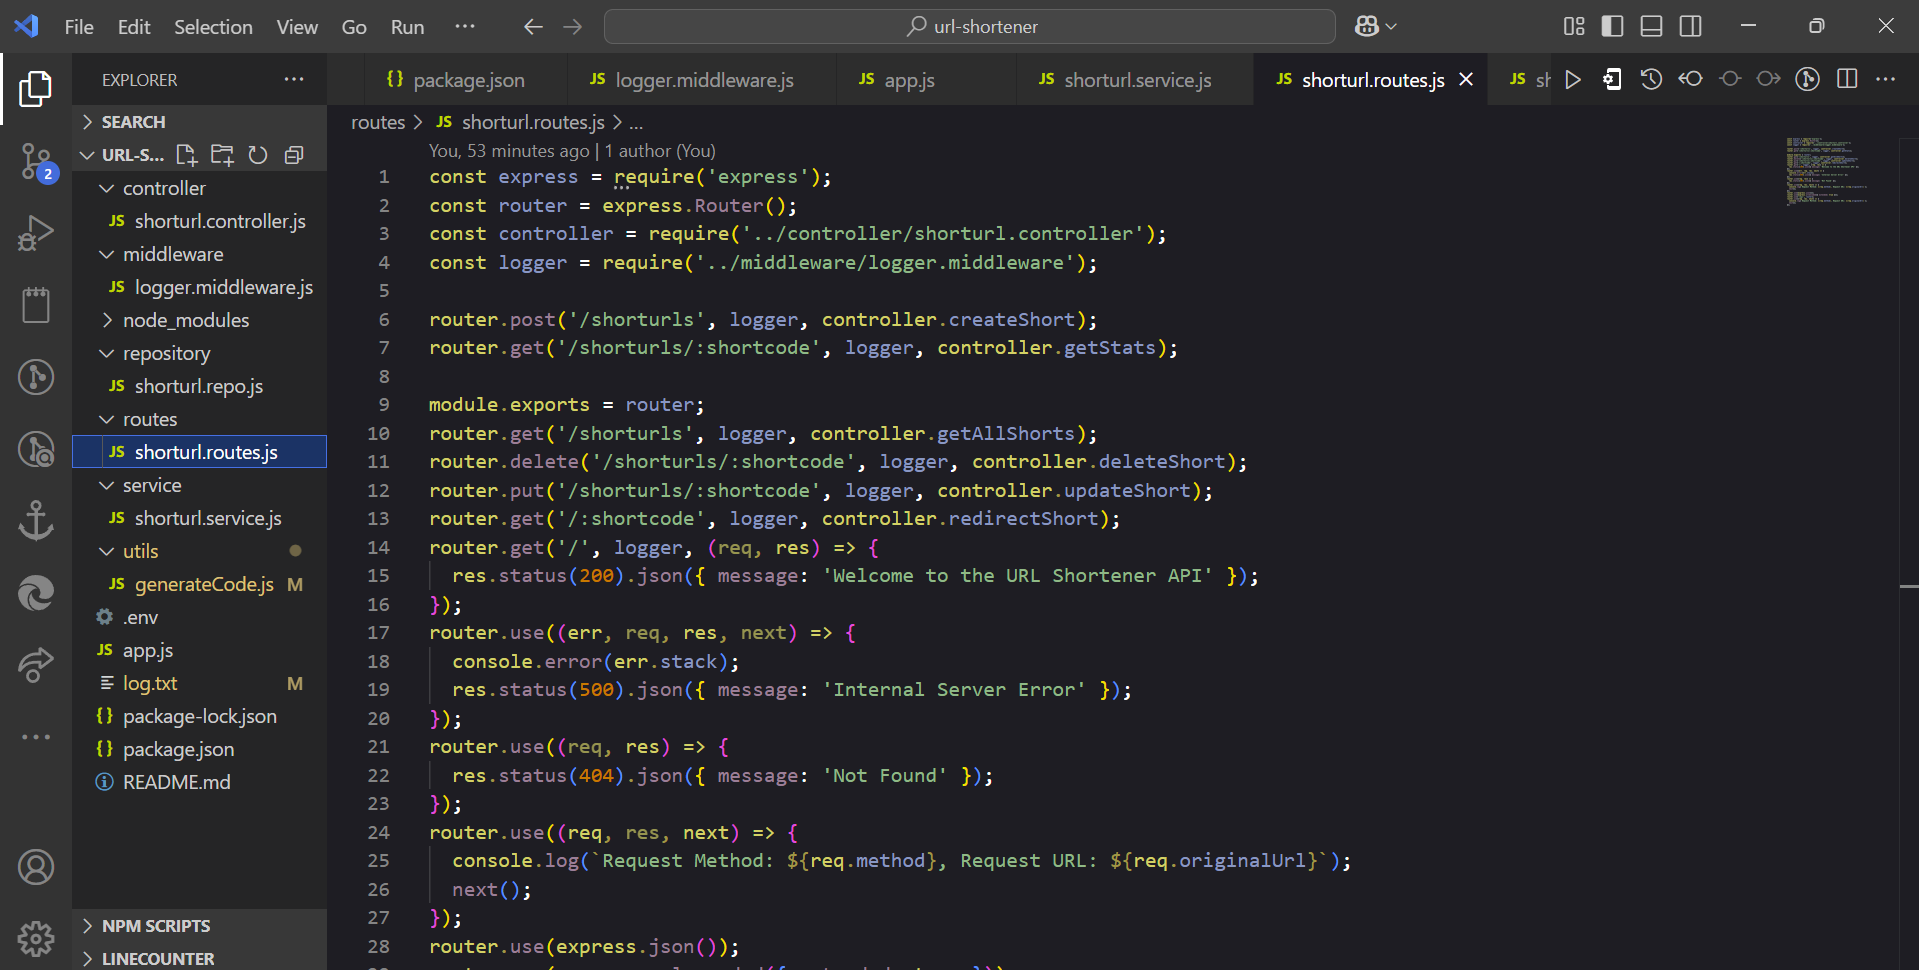 File Edit Selection View Go Run ··· url-shortener
EXPLORER ···
{} package.json JS logger.middleware.js JS app.js JS shorturl.service.js JS shorturl.routes.js JS sh
SEARCH
URL-S...
controller
JS shorturl.controller.js
middleware
JS logger.middleware.js
node_modules
repository
JS shorturl.repo.js
routes
JS shorturl.routes.js
service
JS shorturl.service.js
utils
JS generateCode.js M
.env
JS app.js
log.txt M
{} package-lock.json
{} package.json
README.md
NPM SCRIPTS
LINECOUNTER
2
routes > JS shorturl.routes.js > ...
You, 53 minutes ago | 1 author (You)
1 const express = require('express');
2 const router = express.Router();
3 const controller = require('../controller/shorturl.controller');
4 const logger = require('../middleware/logger.middleware');
5
6 router.post('/shorturls', logger, controller.createShort);
7 router.get('/shorturls/:shortcode', logger, controller.getStats);
8
9 module.exports = router;
10 router.get('/shorturls', logger, controller.getAllShorts);
11 router.delete('/shorturls/:shortcode', logger, controller.deleteShort);
12 router.put('/shorturls/:shortcode', logger, controller.updateShort);
13 router.get('/:shortcode', logger, controller.redirectShort);
14 router.get('/', logger, (req, res) => {
15 res.status(200).json({ message: 'Welcome to the URL Shortener API' });
16 });
17 router.use((err, req, res, next) => {
18 console.error(err.stack);
19 res.status(500).json({ message: 'Internal Server Error' });
20 });
21 router.use((req, res) => {
22 res.status(404).json({ message: 'Not Found' });
23 });
24 router.use((req, res, next) => {
25 console.log(`Request Method: ${req.method}, Request URL: ${req.originalUrl}`);
26 next();
27 });
28 router.use(express.json());